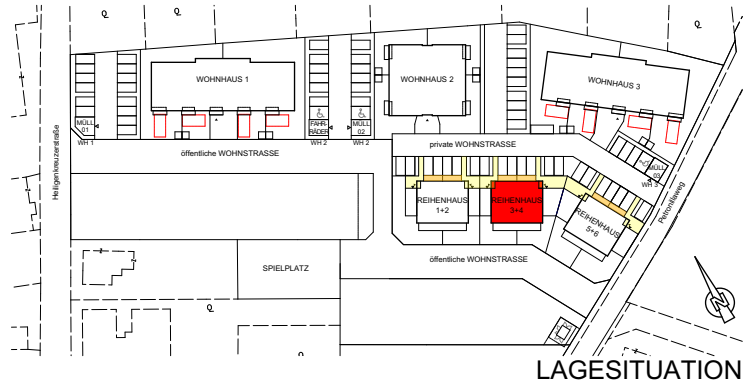 WOHNHAUS 1
WOHNHAUS 2
WOHNHAUS 3
MÜLL
01
WH 1
FAHR-
RÄDER
WH 2
MÜLL
02
WH 2
MÜLL
03
WH 3
öffentliche WOHNSTRASSE
private WOHNSTRASSE
Heiligenkreuzerstraße
Petronillaweg
REIHENHAUS
1+2
REIHENHAUS
3+4
REIHENHAUS
5+6
SPIELPLATZ
öffentliche WOHNSTRASSE
N
LAGESITUATION